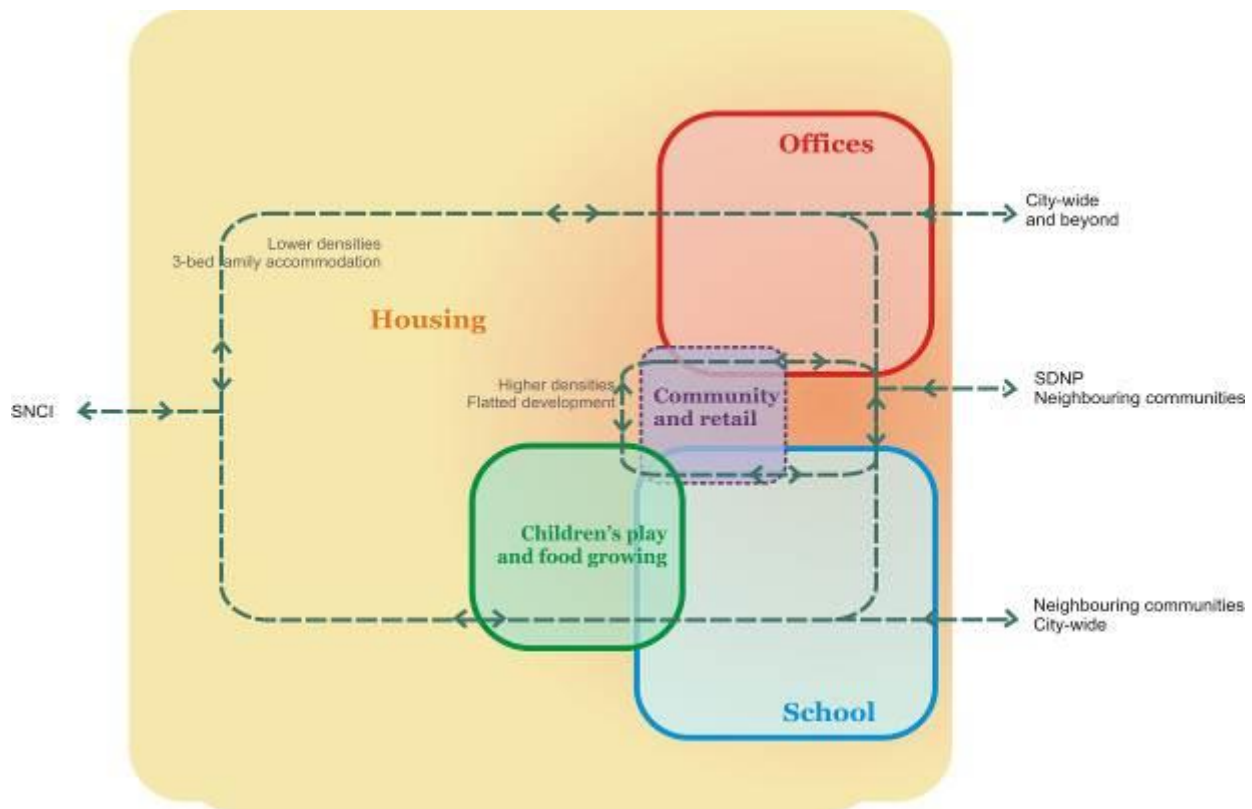 Offices
City-wide
and beyond
Lower densities
3-bed family accommodation
Housing
Higher densities
Flatted development
Community
and retail
SDNP
Neighbouring communities
SNCI
Children's play
and food growing
Neighbouring communities
City-wide
School